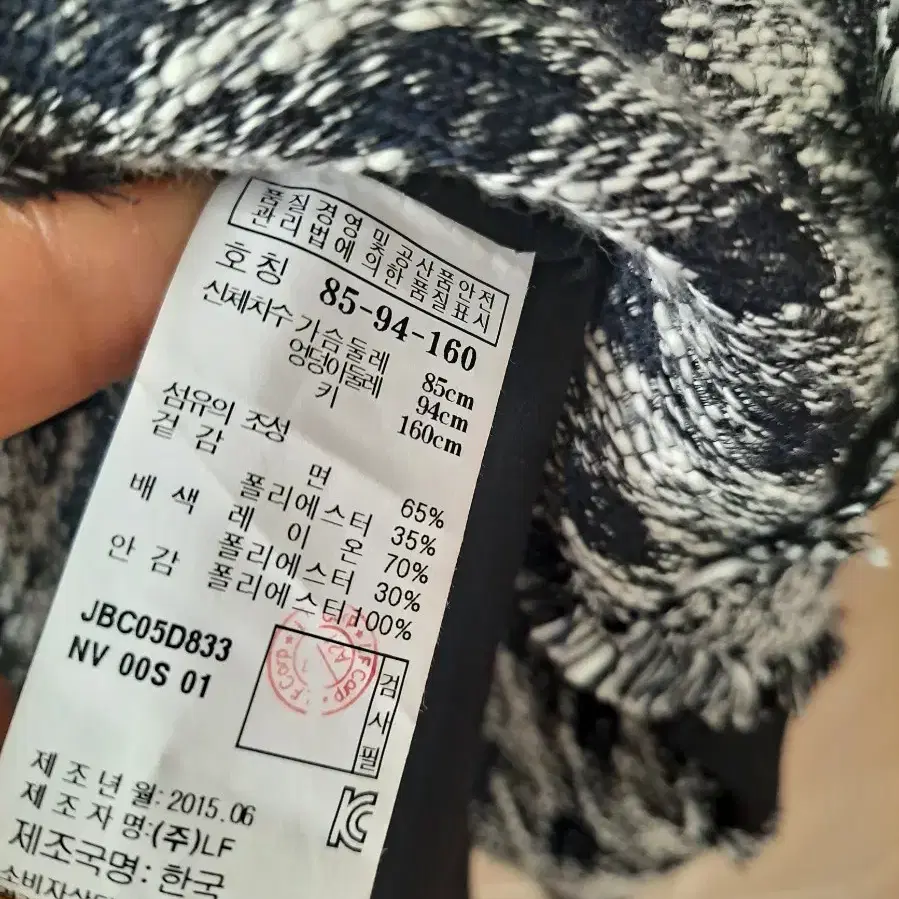 품질경영 및 공산품안전
관리법에 의한 품질표시
호칭 85-94-160
신체치수 가슴둘레 85cm
엉덩이둘레 94cm
키 160cm
섬유의 조성
겉감 면 65%
폴리에스터 35%
배색 레이온 70%
폴리에스터 30%
안감 폴리에스터 100%
JBC05D833
NV 00S 01
검사필
제조년월: 2015.06
제조자명:(주)LF
제조국명: 한국